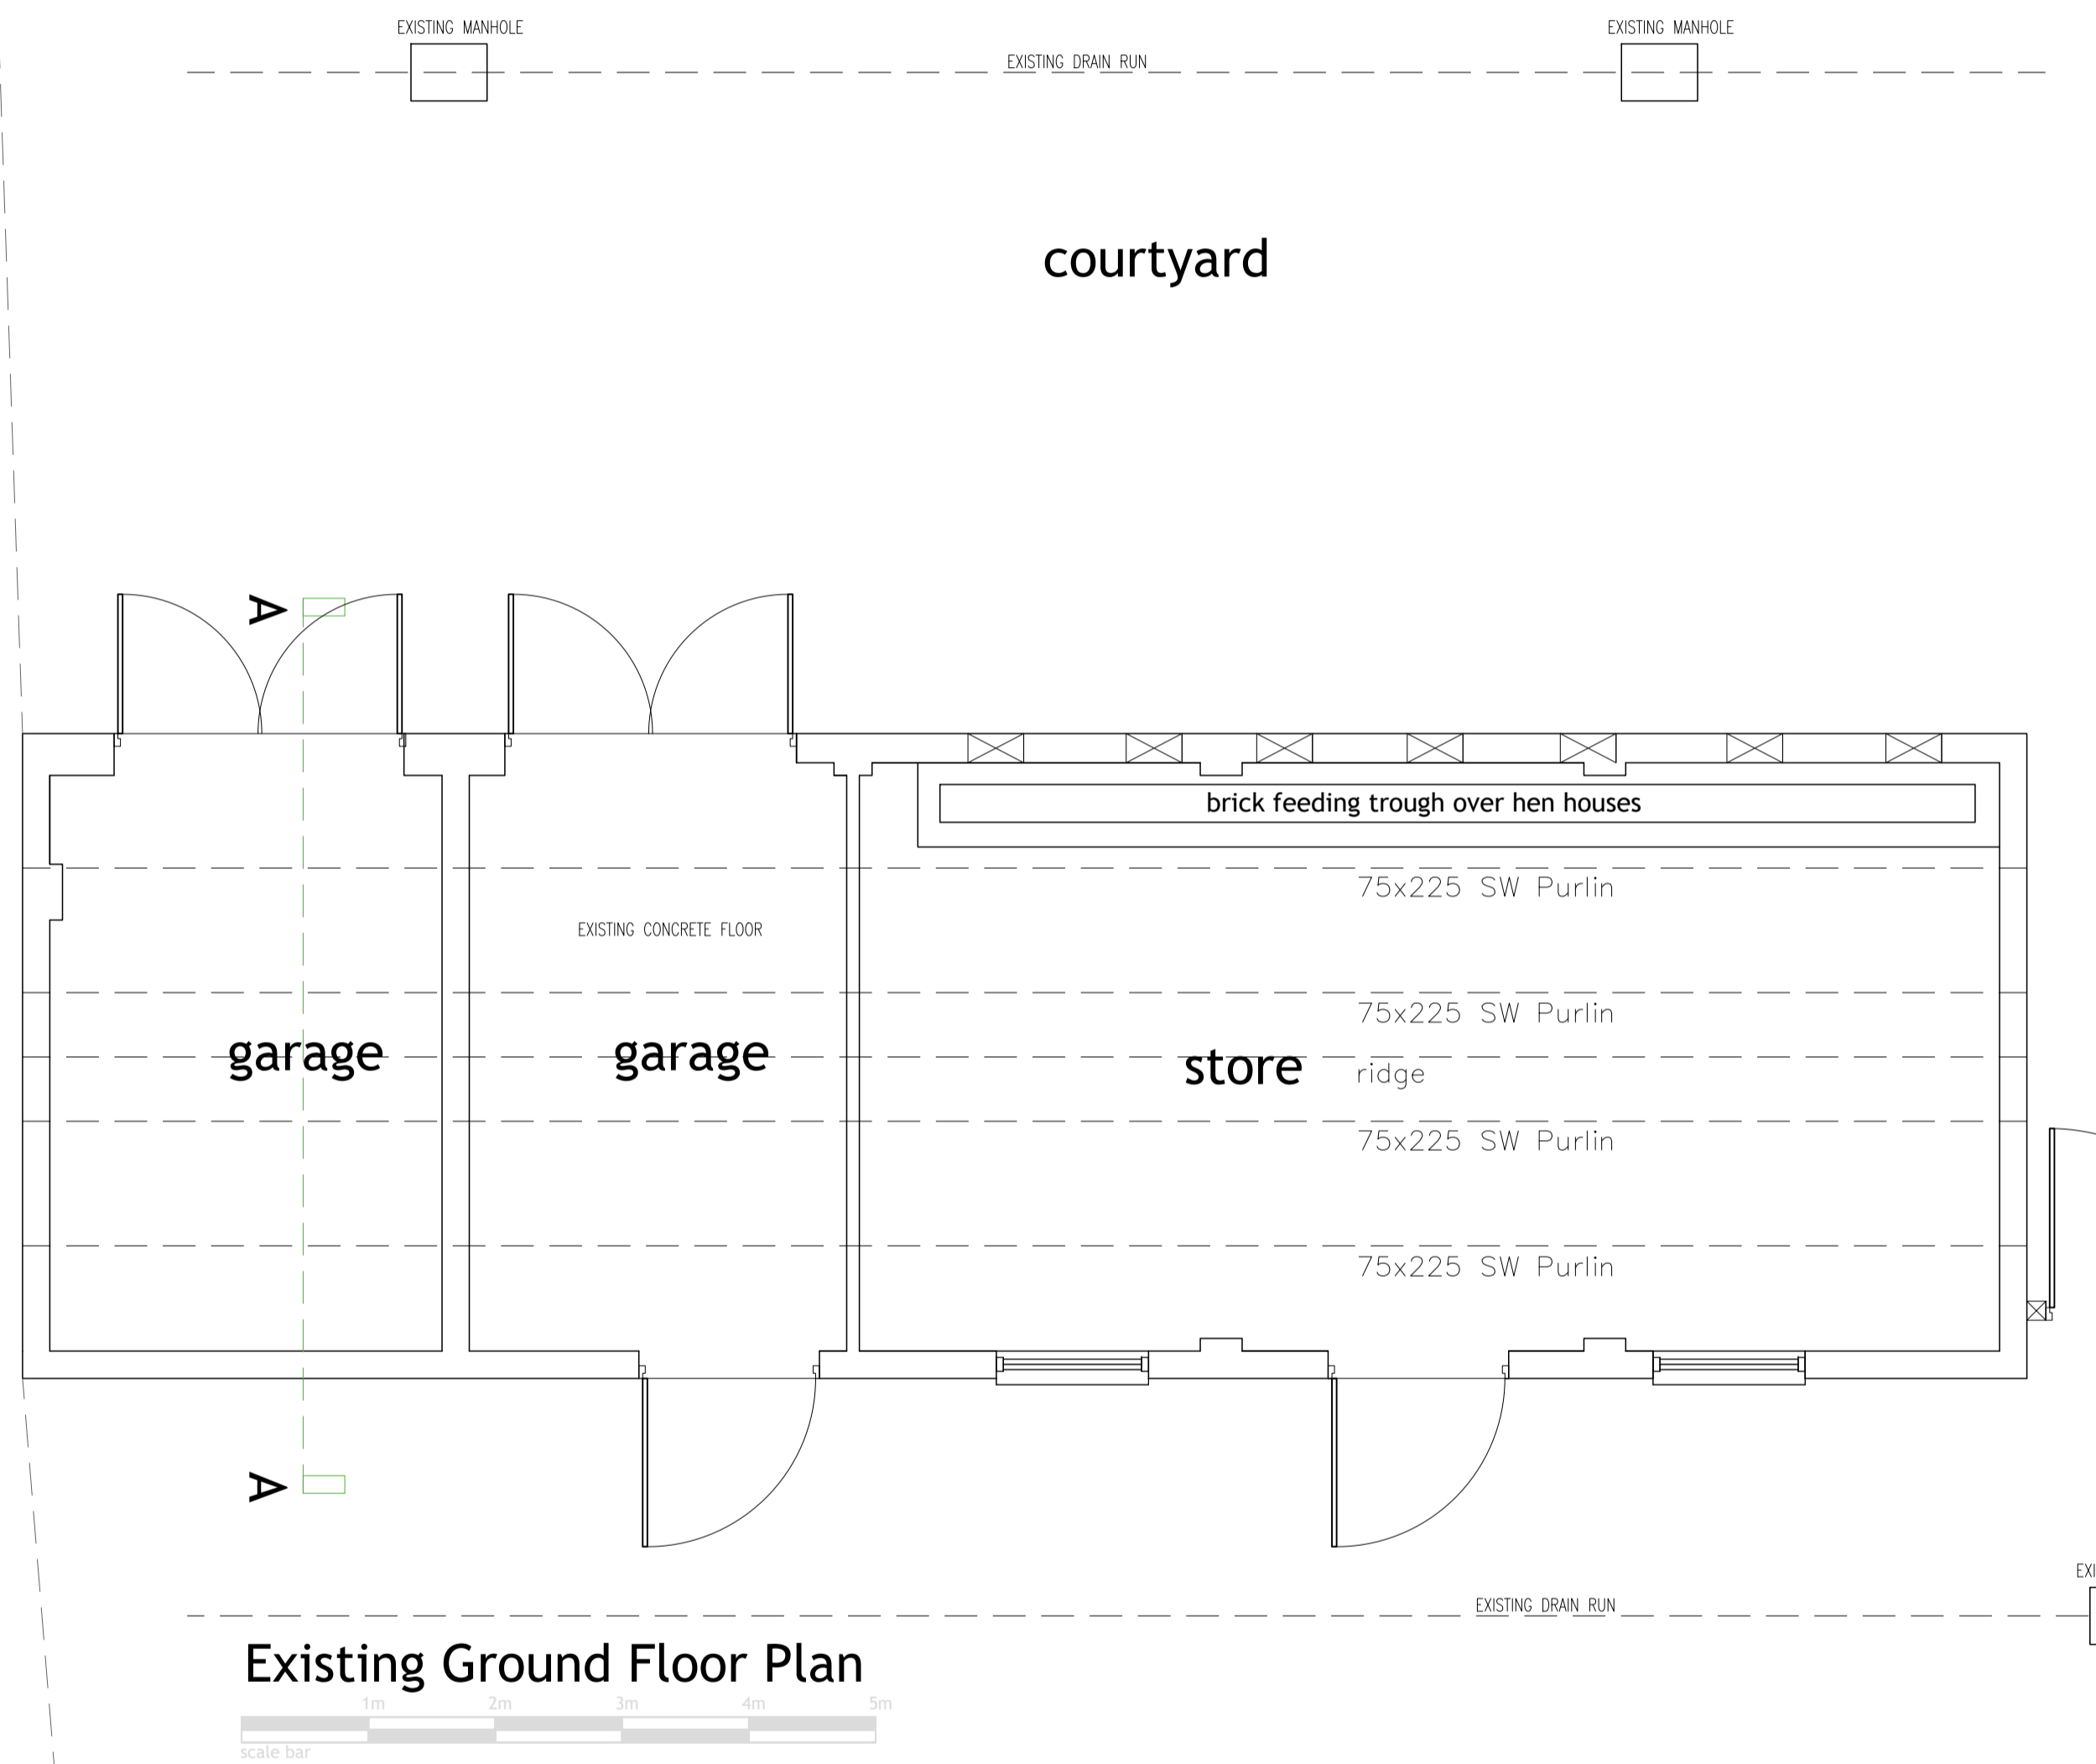 EXISTING MANHOLE
EXISTING MANHOLE
EXISTING DRAIN RUN
courtyard
A
brick feeding trough over hen houses
75x225 SW Purlin
EXISTING CONCRETE FLOOR
75x225 SW Purlin
garage
garage
store
ridge
75x225 SW Purlin
75x225 SW Purlin
A
EXI
EXISTING DRAIN RUN
Existing Ground Floor Plan
1m 2m 3m 4m 5m
scale bar